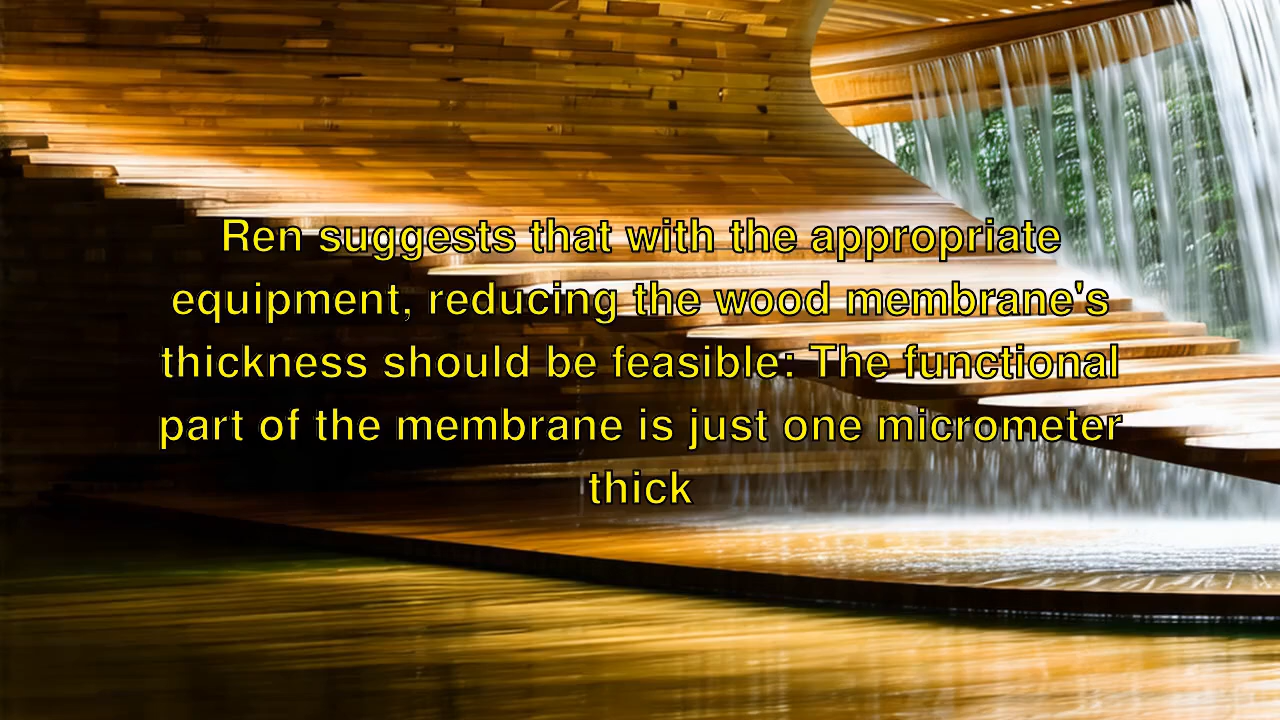 Ren suggests that with the appropriate
equipment, reducing the wood membrane's
thickness should be feasible: The functional
part of the membrane is just one micrometer
thick